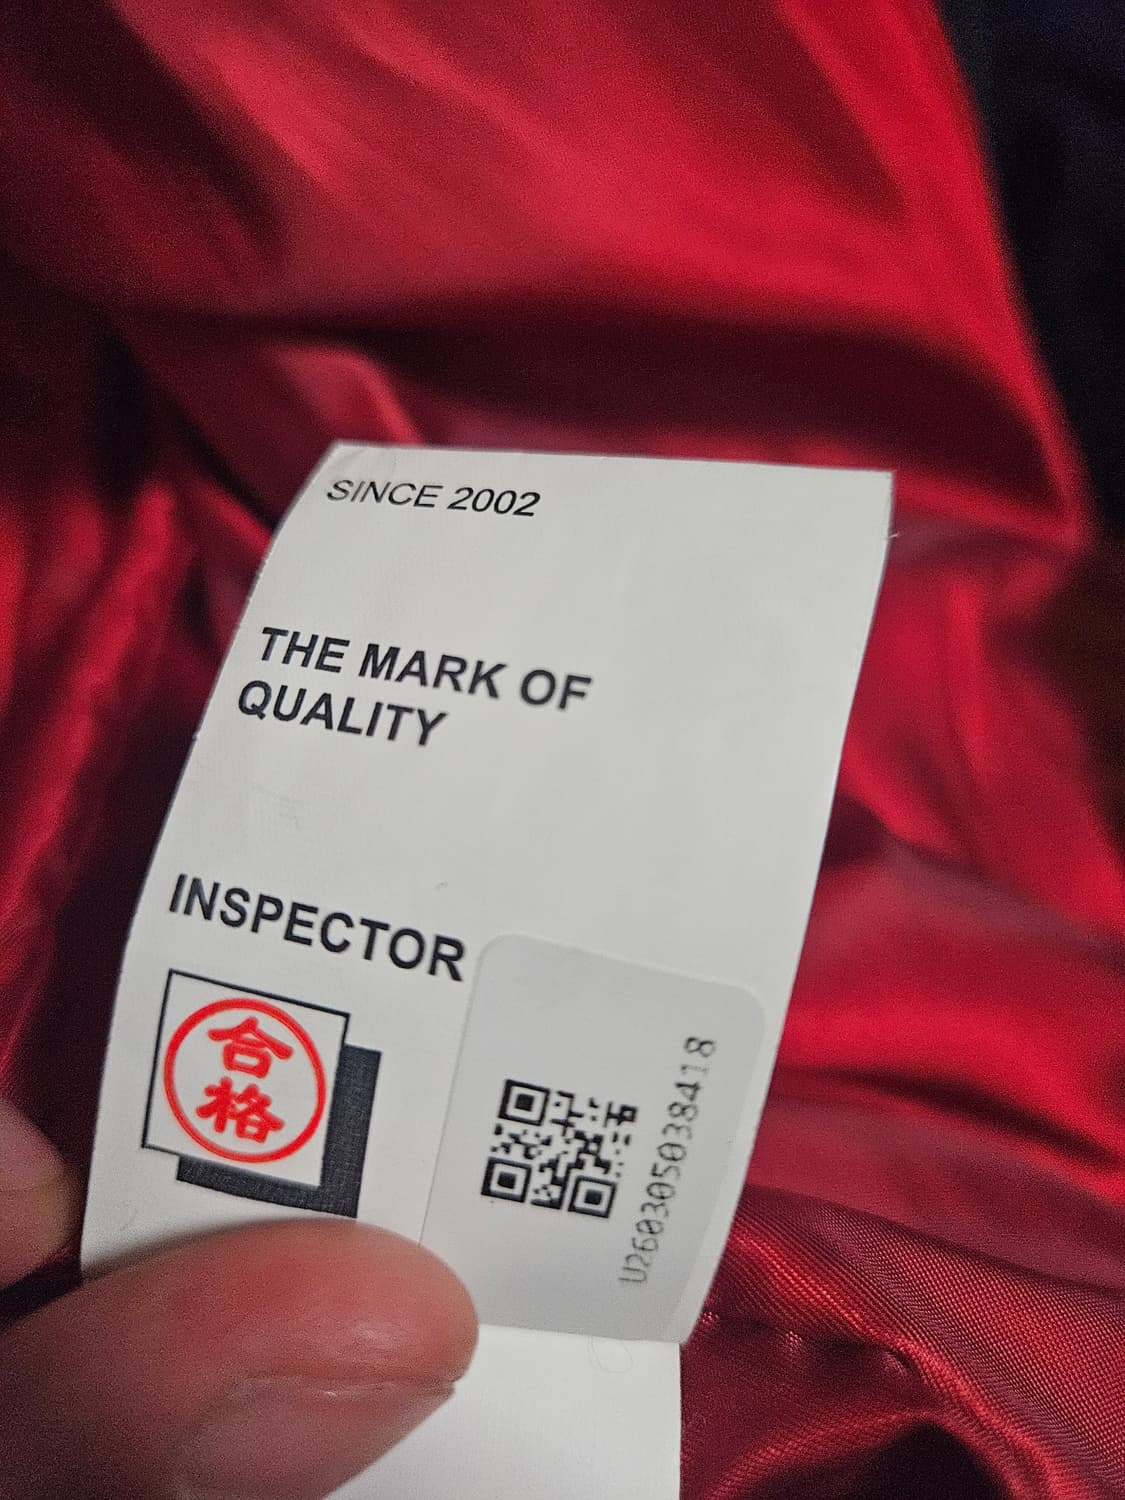 SINCE 2002
THE MARK OF
QUALITY
INSPECTOR
合
格
U260305038418